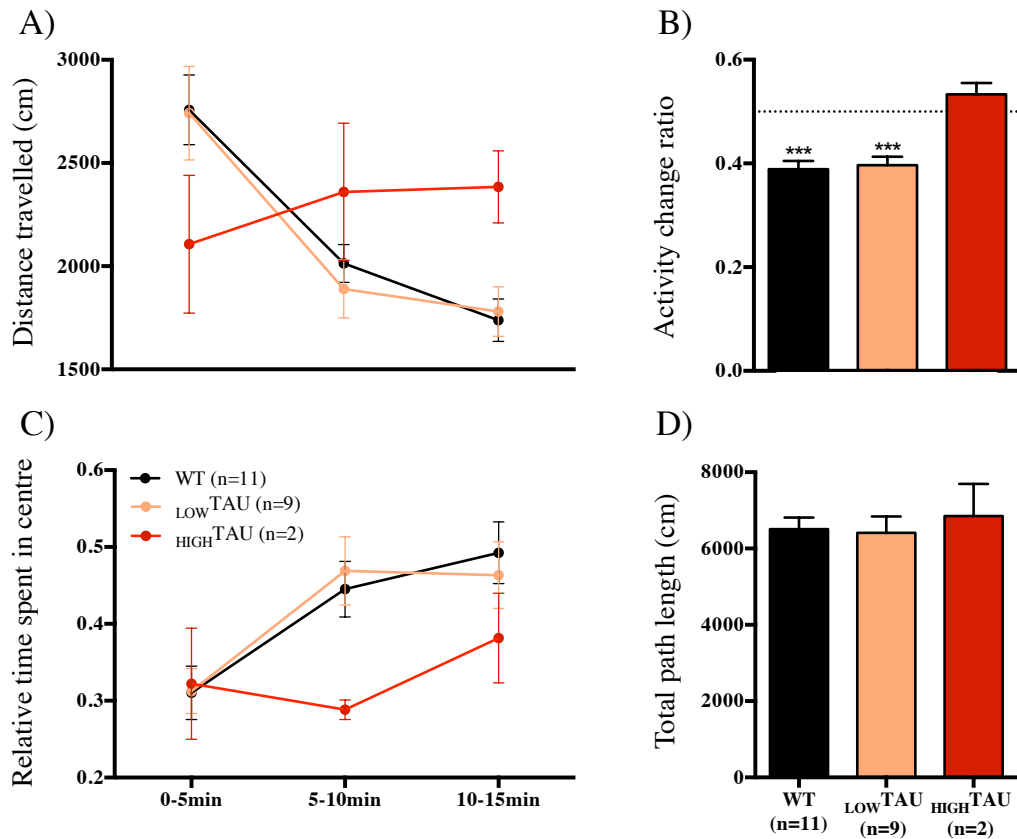 A)
Distance travelled (cm)
3000
2500
2000
1500
B)
Activity change ratio
0.6
0.4
0.2
0.0
***
***
C)
Relative time spent in centre
0.6
0.5
0.4
0.3
0.2
WT (n=11)
LOWTAU (n=9)
HIGHTAU (n=2)
0-5min
5-10min
10-15min
D)
Total path length (cm)
8000
6000
4000
2000
0
WT
(n=11)
LOWTAU
(n=9)
HIGHTAU
(n=2)